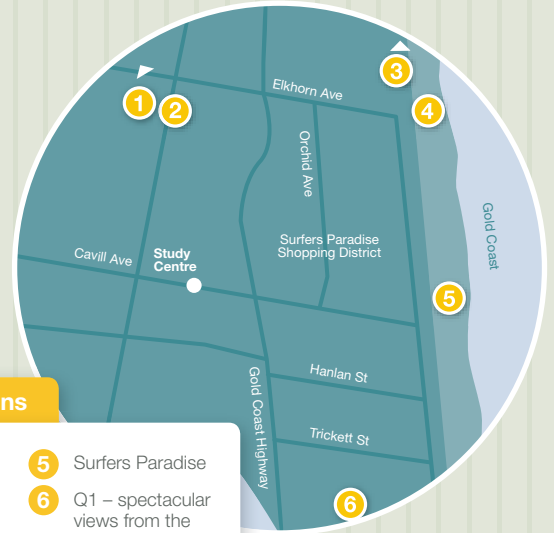 3
1
2
4
Elkhorn Ave
Orchid Ave
Gold Coast
Surfers Paradise
Shopping District
Cavill Ave
Study
Centre
5
Hanlan St
Gold Coast Highway
Trickett St
6
ns
5 Surfers Paradise
6 Q1 – spectacular
views from the